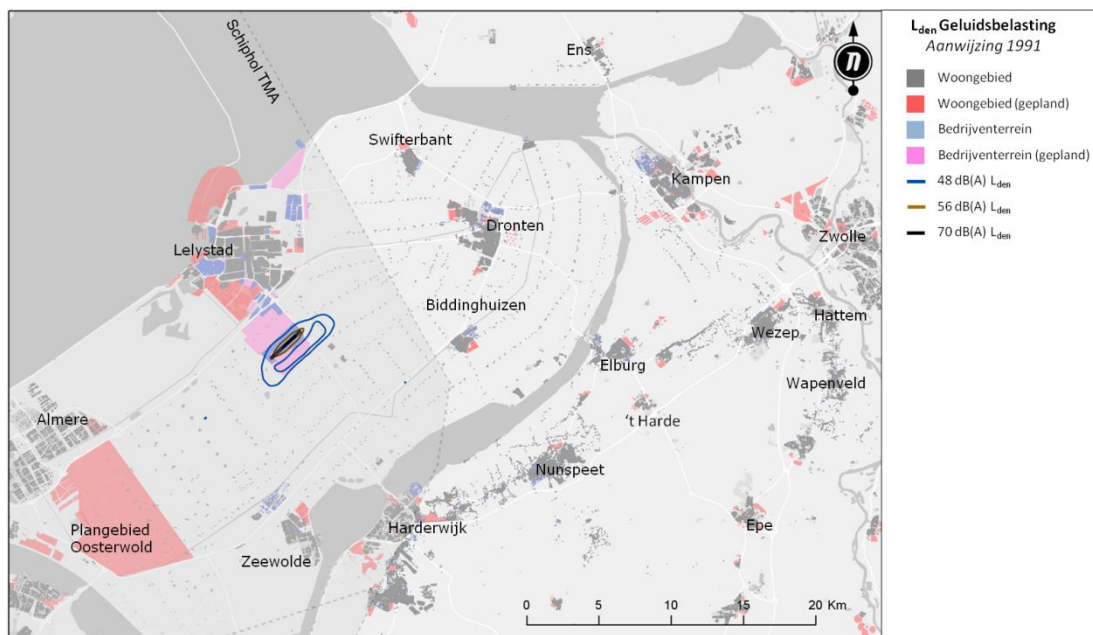 Schiphol TMA
Ens
Swifterbant
Kampen
Lelystad
Dronten
Zwolle
Biddinghuizen
Hattem
Wezep
Elburg
Wapenveld
Almere
't Harde
Nunspeet
Plangebied
Oosterwold
Harderwijk
Epe
Zeewolde
0 5 10 15 20 Km
Lden Geluidsbelasting
Aanwijzing 1991
Woongebied
Woongebied (gepland)
Bedrijventerrein
Bedrijventerrein (gepland)
48 dB(A) Lden
56 dB(A) Lden
70 dB(A) Lden